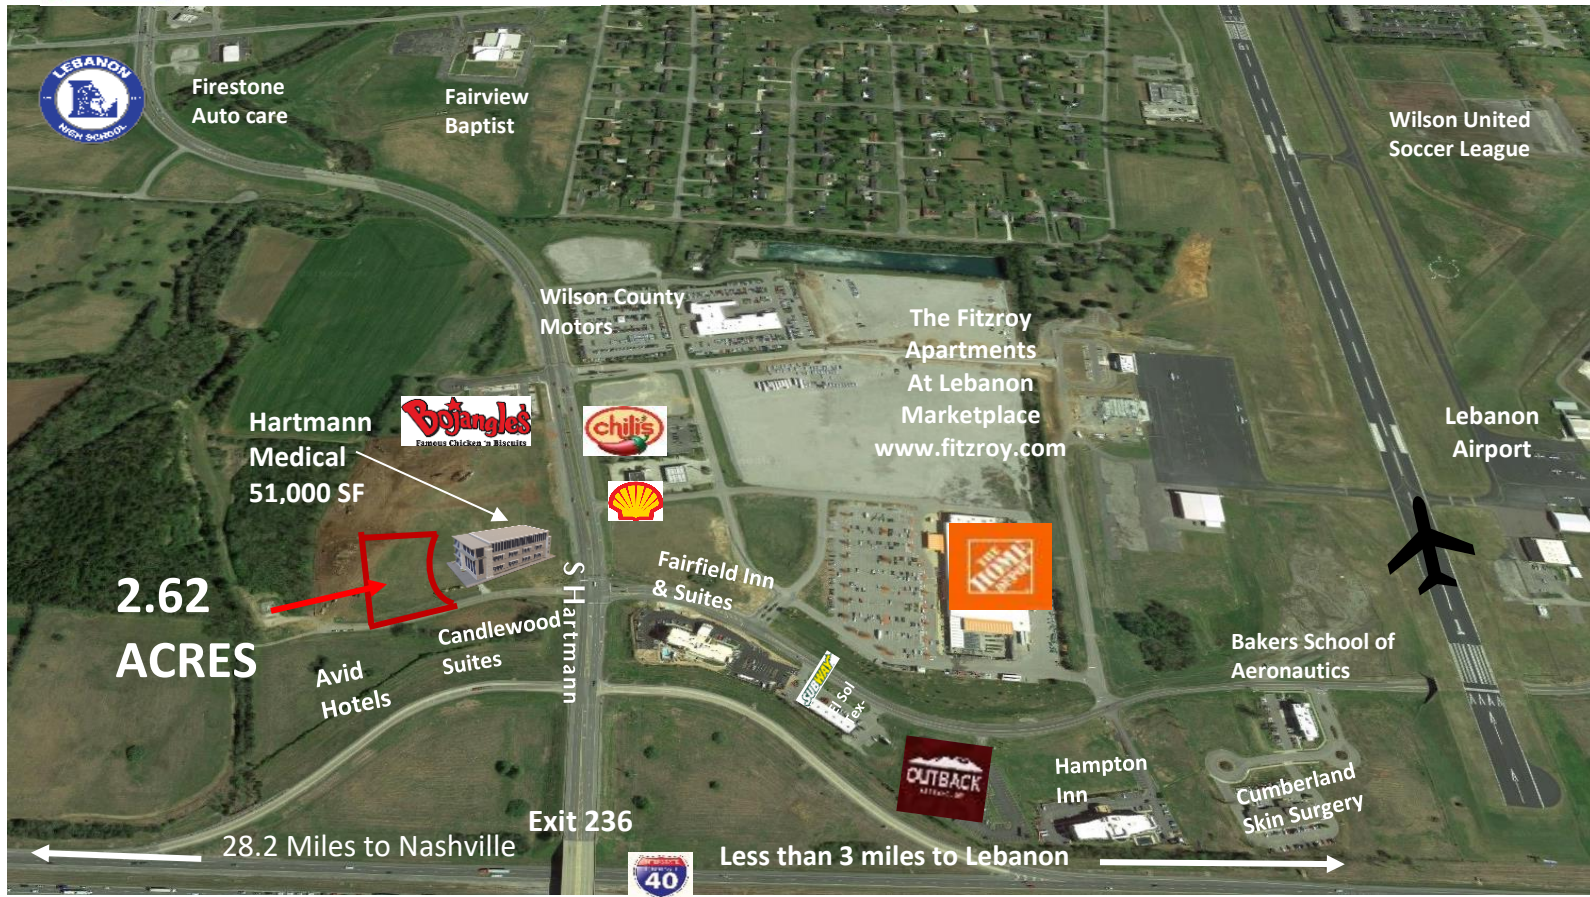 LEBANON
HIGH SCHOOL
Firestone
Auto care
Fairview
Baptist
Wilson United
Soccer League
Wilson County
Motors
The Fitzroy
Apartments
At Lebanon
Marketplace
www.fitzroy.com
Hartmann
Medical
51,000 SF
Bojangles
Famous Chicken 'n Biscuits
chili's
Lebanon
Airport
THE
HOME
DEPOT
2.62
ACRES
S Hartmann
Fairfield Inn
& Suites
Candlewood
Suites
Avid
Hotels
SUBWAY
El Sol
Tex-
Bakers School of
Aeronautics
OUTBACK
Hampton
Inn
Cumberland
Skin Surgery
Exit 236
28.2 Miles to Nashville
40
Less than 3 miles to Lebanon